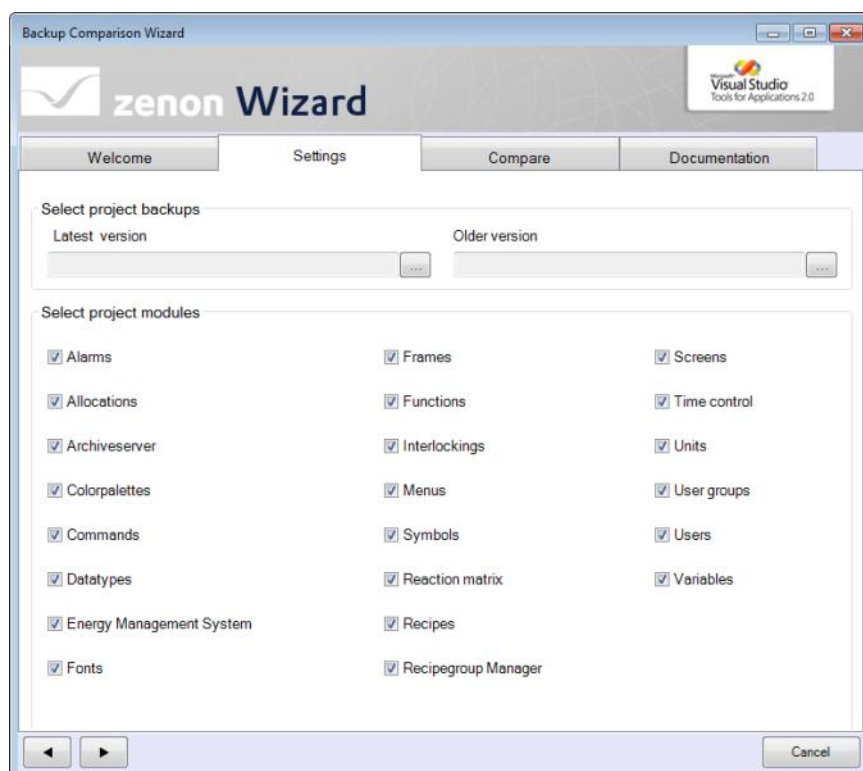 Backup Comparison Wizard
zenon Wizard
Microsoft
Visual Studio
Tools for Applications 2.0
Welcome Settings Compare Documentation
Select project backups
Latest version Older version
... ...
Select project modules
Alarms Frames Screens
Allocations Functions Time control
Archiveserver Interlockings Units
Colorpalettes Menus User groups
Commands Symbols Users
Datatypes Reaction matrix Variables
Energy Management System Recipes
Fonts Recipegroup Manager
Cancel